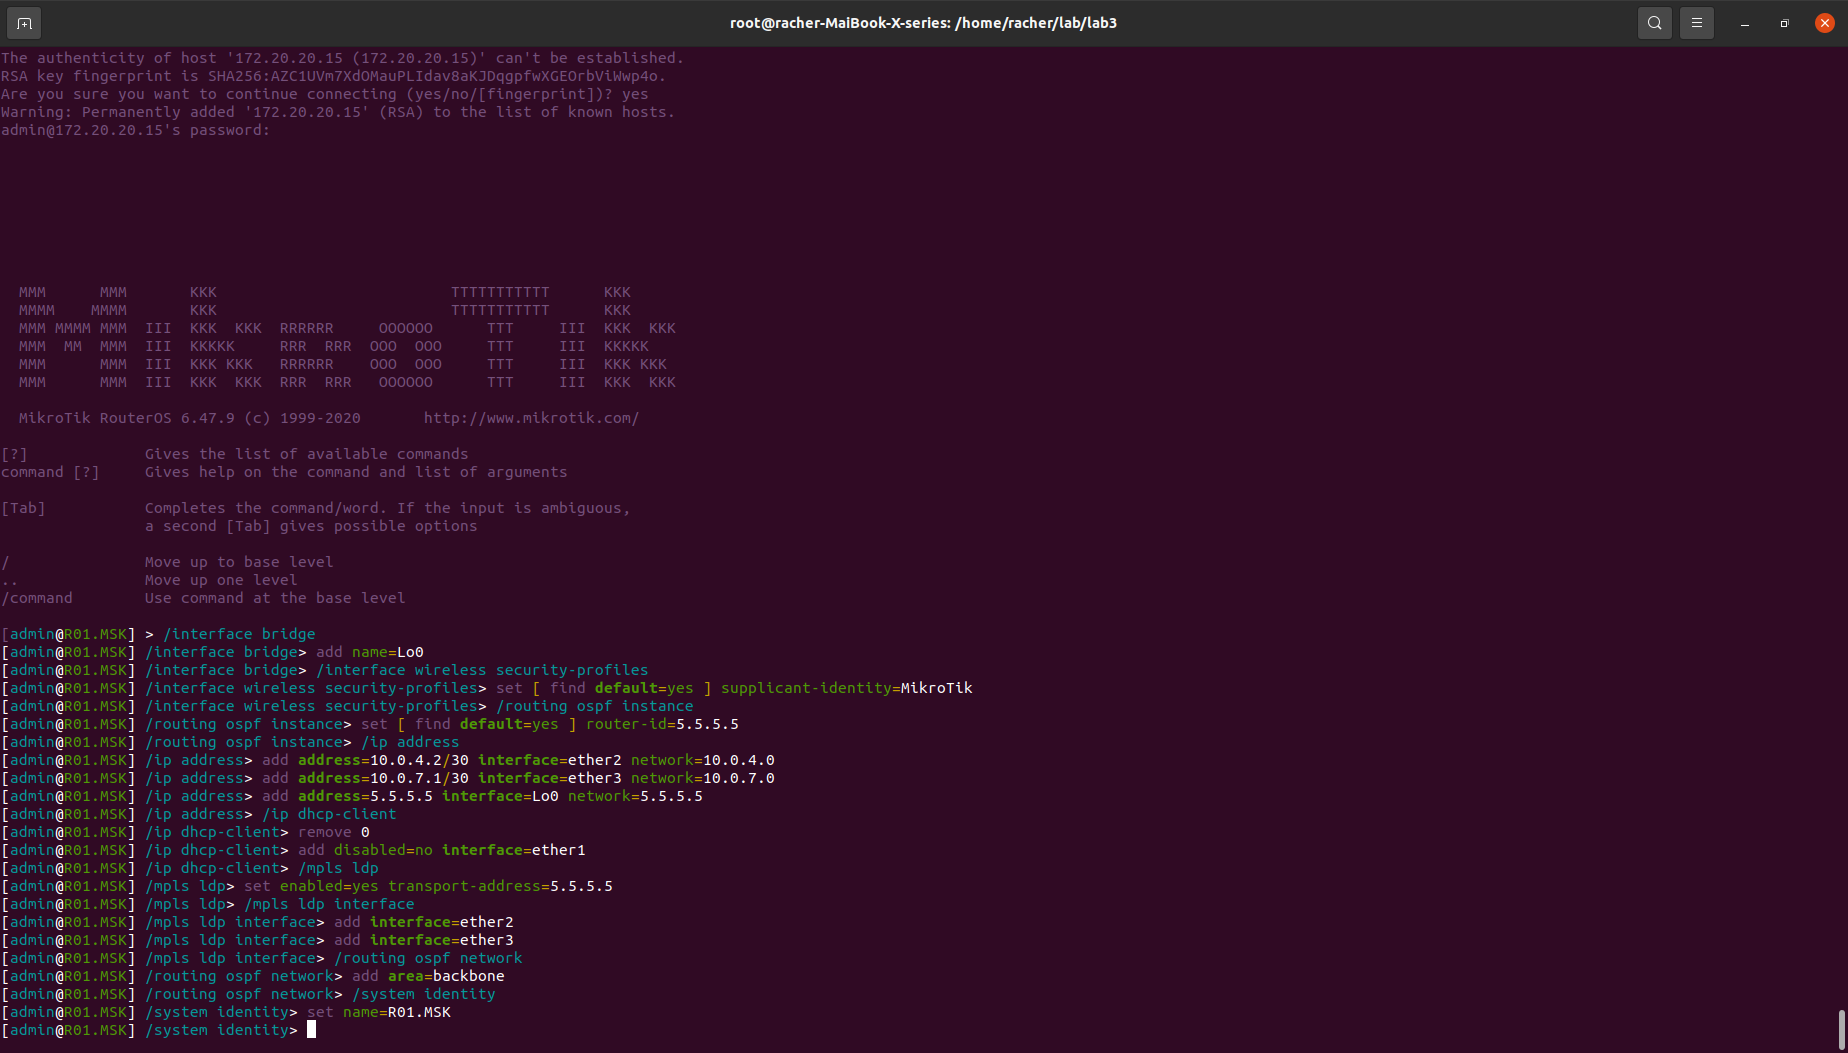 root@racher-MaiBook-X-series: /home/racher/lab/lab3
The authenticity of host '172.20.20.15 (172.20.20.15)' can't be established.
RSA key fingerprint is SHA256:AZC1UVm7XdOMauPLIdav8aKJDqgpfwXGEOrbViWwp4o.
Are you sure you want to continue connecting (yes/no/[fingerprint])? yes
Warning: Permanently added '172.20.20.15' (RSA) to the list of known hosts.
admin@172.20.20.15's password:
  MMM      MMM       KKK                          TTTTTTTTTTT      KKK
  MMMM    MMMM       KKK                          TTTTTTTTTTT      KKK
  MMM MMMM MMM  III  KKK  KKK  RRRRRR     OOOOOO      TTT     III  KKK  KKK
  MMM  MM  MMM  III  KKKKK     RRR  RRR  OOO  OOO     TTT     III  KKKKK
  MMM      MMM  III  KKK KKK   RRRRRR    OOO  OOO     TTT     III  KKK KKK
  MMM      MMM  III  KKK  KKK  RRR  RRR   OOOOOO      TTT     III  KKK  KKK
  MikroTik RouterOS 6.47.9 (c) 1999-2020       http://www.mikrotik.com/
[?]             Gives the list of available commands
command [?]     Gives help on the command and list of arguments
[Tab]           Completes the command/word. If the input is ambiguous,
                a second [Tab] gives possible options
/               Move up to base level
..              Move up one level
/command        Use command at the base level
[admin@R01.MSK] > /interface bridge
[admin@R01.MSK] /interface bridge> add name=Lo0
[admin@R01.MSK] /interface bridge> /interface wireless security-profiles
[admin@R01.MSK] /interface wireless security-profiles> set [ find default=yes ] supplicant-identity=MikroTik
[admin@R01.MSK] /interface wireless security-profiles> /routing ospf instance
[admin@R01.MSK] /routing ospf instance> set [ find default=yes ] router-id=5.5.5.5
[admin@R01.MSK] /routing ospf instance> /ip address
[admin@R01.MSK] /ip address> add address=10.0.4.2/30 interface=ether2 network=10.0.4.0
[admin@R01.MSK] /ip address> add address=10.0.7.1/30 interface=ether3 network=10.0.7.0
[admin@R01.MSK] /ip address> add address=5.5.5.5 interface=Lo0 network=5.5.5.5
[admin@R01.MSK] /ip address> /ip dhcp-client
[admin@R01.MSK] /ip dhcp-client> remove 0
[admin@R01.MSK] /ip dhcp-client> add disabled=no interface=ether1
[admin@R01.MSK] /ip dhcp-client> /mpls ldp
[admin@R01.MSK] /mpls ldp> set enabled=yes transport-address=5.5.5.5
[admin@R01.MSK] /mpls ldp> /mpls ldp interface
[admin@R01.MSK] /mpls ldp interface> add interface=ether2
[admin@R01.MSK] /mpls ldp interface> add interface=ether3
[admin@R01.MSK] /mpls ldp interface> /routing ospf network
[admin@R01.MSK] /routing ospf network> add area=backbone
[admin@R01.MSK] /routing ospf network> /system identity
[admin@R01.MSK] /system identity> set name=R01.MSK
[admin@R01.MSK] /system identity>